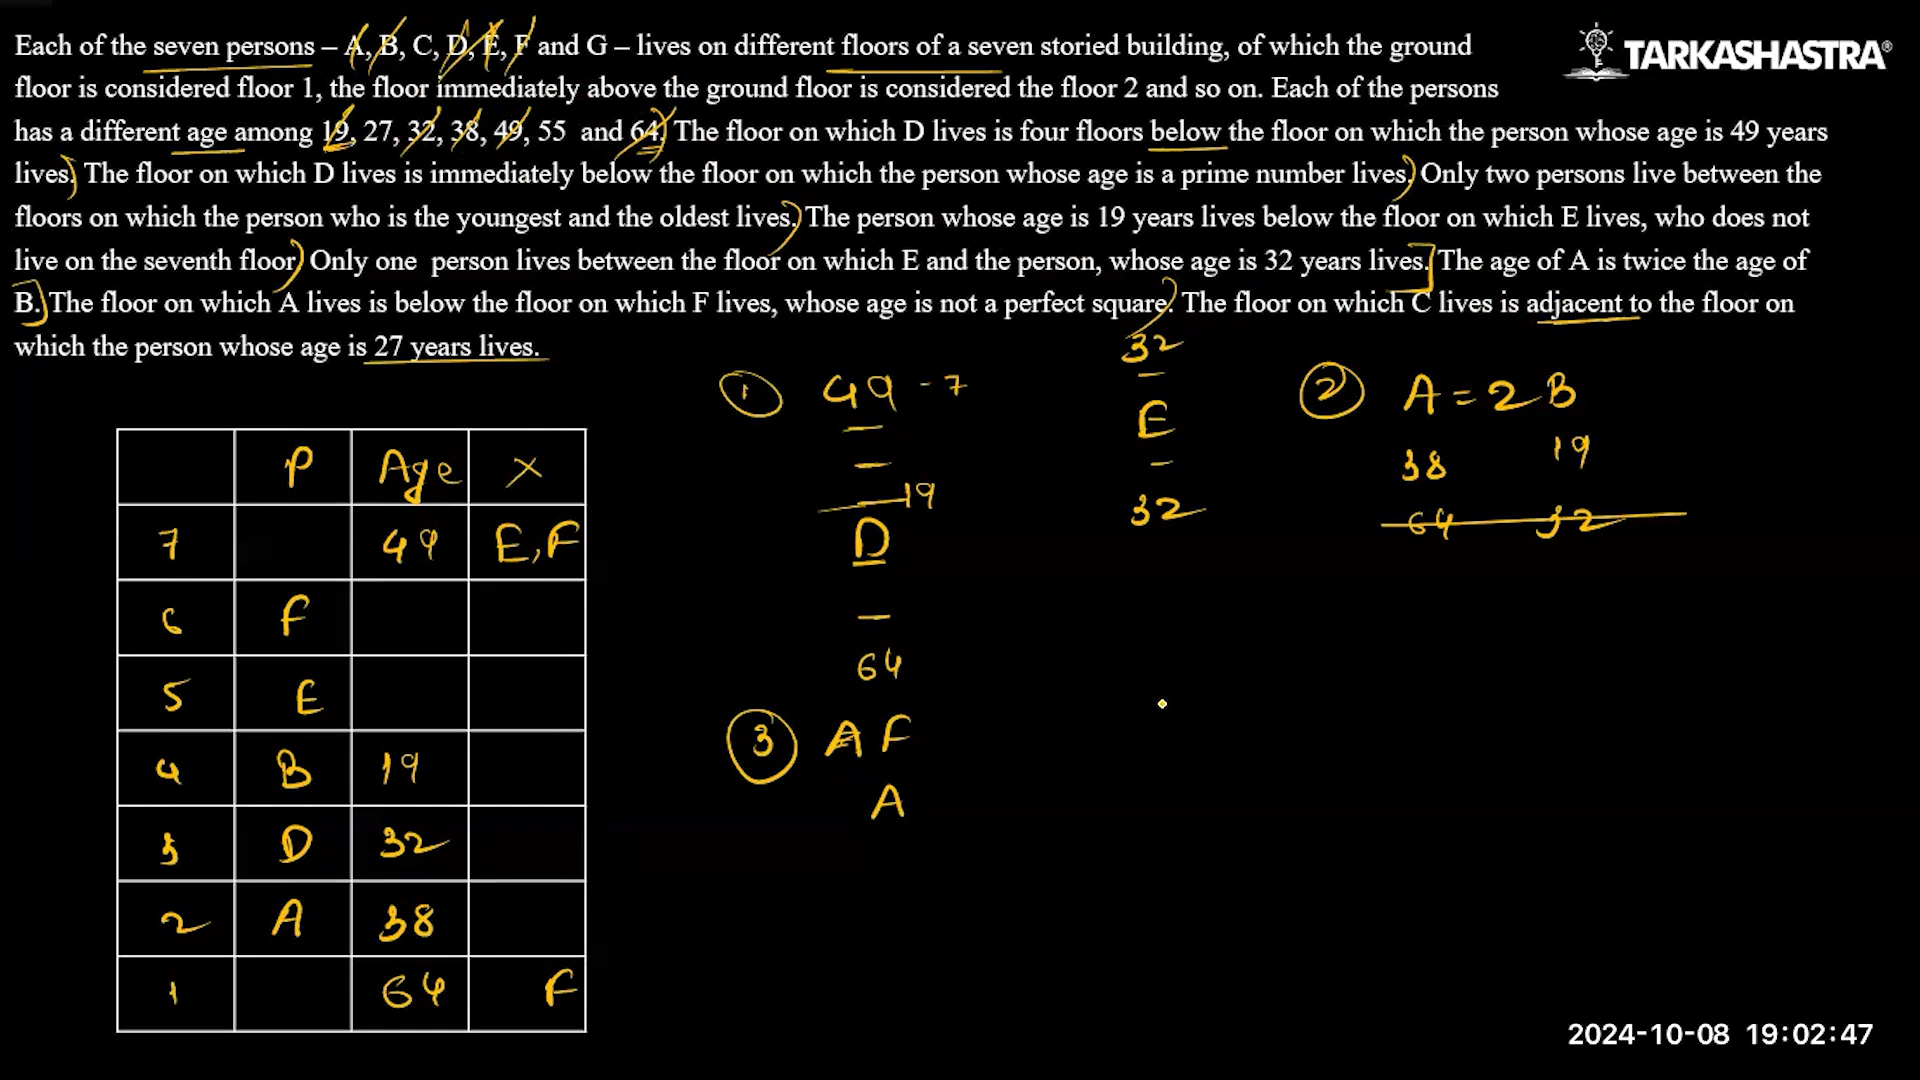 Each of the seven persons – A, B, C, D, E, F and G – lives on different floors of a seven storied building, of which the ground
floor is considered floor 1, the floor immediately above the ground floor is considered the floor 2 and so on. Each of the persons
has a different age among 19, 27, 32, 38, 49, 55 and 64. The floor on which D lives is four floors below the floor on which the person whose age is 49 years
lives. The floor on which D lives is immediately below the floor on which the person whose age is a prime number lives. Only two persons live between the
floors on which the person who is the youngest and the oldest lives. The person whose age is 19 years lives below the floor on which E lives, who does not
live on the seventh floor. Only one person lives between the floor on which E and the person, whose age is 32 years lives. The age of A is twice the age of
B. The floor on which A lives is below the floor on which F lives, whose age is not a perfect square. The floor on which C lives is adjacent to the floor on
which the person whose age is 27 years lives.
TARKASHASTRA®
1 49 - 7
19
D
64
32
E
32
2 A = 2 B
38 19
64 32
3 A F
A
P Age X
7 49 E, F
6 F
5 E
4 B 19
3 D 32
2 A 38
1 64 F
2024-10-08 19:02:47